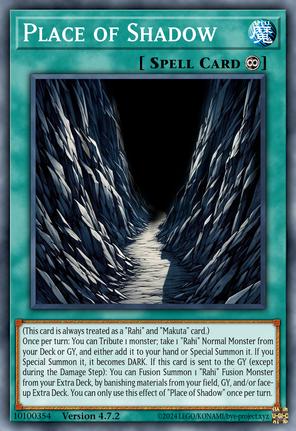 PLACE OF SHADOW
魔
[ SPELL CARD ]
(This card is always treated as a "Rahi" and "Makuta" card.)
Once per turn: You can Tribute 1 monster; take 1 "Rahi" Normal Monster from
your Deck or GY, and either add it to your hand or Special Summon it. If you
Special Summon it, it becomes DARK. If this card is sent to the GY (except
during the Damage Step): You can Fusion Summon 1 "Rahi" Fusion Monster
from your Extra Deck, by banishing materials from your field, GY, and/or face-
up Extra Deck. You can only use this effect of "Place of Shadow" once per turn.
10100354 Version 4.7.2 ©2024 LEGO/KONAMI/bye-project.xyz